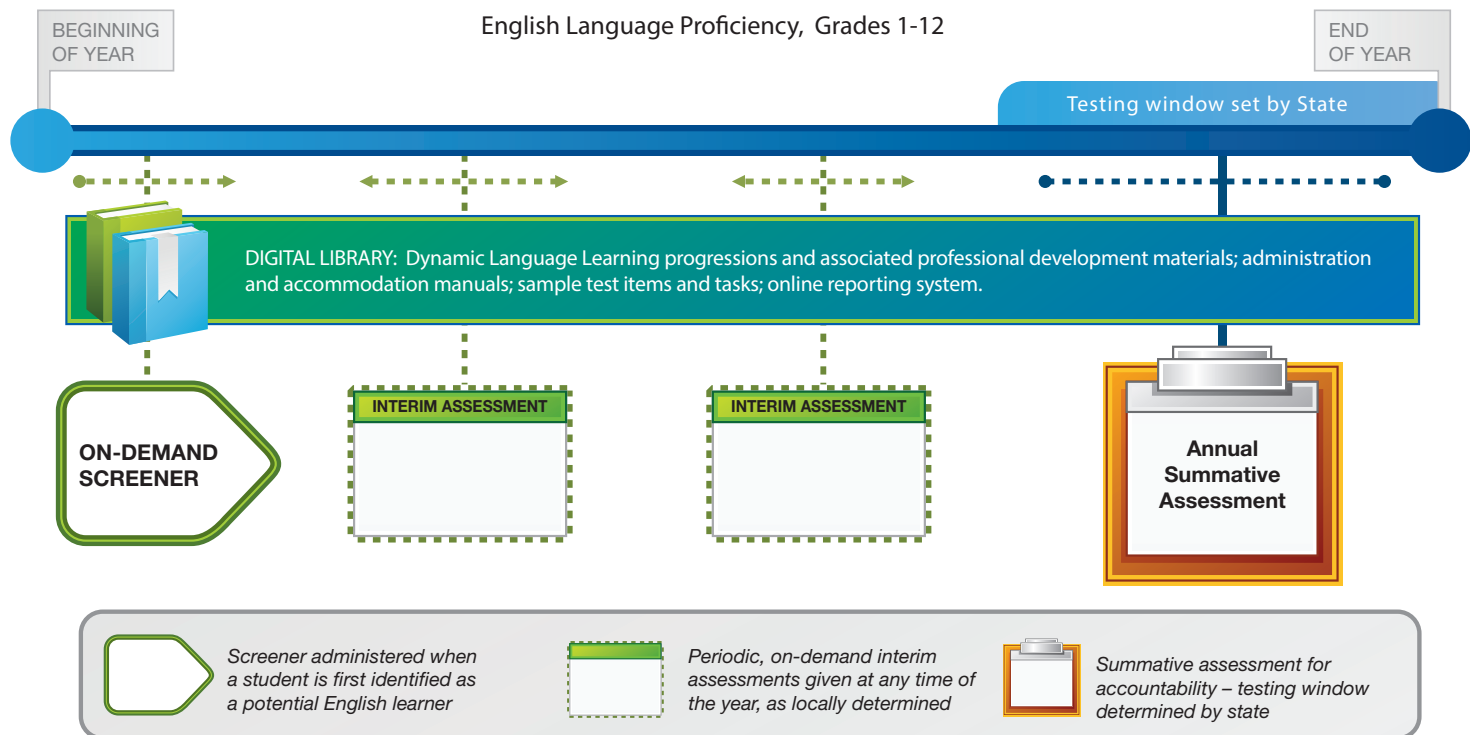 English Language Proficiency, Grades 1-12
BEGINNING
OF YEAR
END
OF YEAR
Testing window set by State
DIGITAL LIBRARY: Dynamic Language Learning progressions and associated professional development materials; administration
and accommodation manuals; sample test items and tasks; online reporting system.
ON-DEMAND
SCREENER
INTERIM ASSESSMENT
INTERIM ASSESSMENT
Annual
Summative
Assessment
Screener administered when
a student is first identified as
a potential English learner
Periodic, on-demand interim
assessments given at any time of
the year, as locally determined
Summative assessment for
accountability – testing window
determined by state